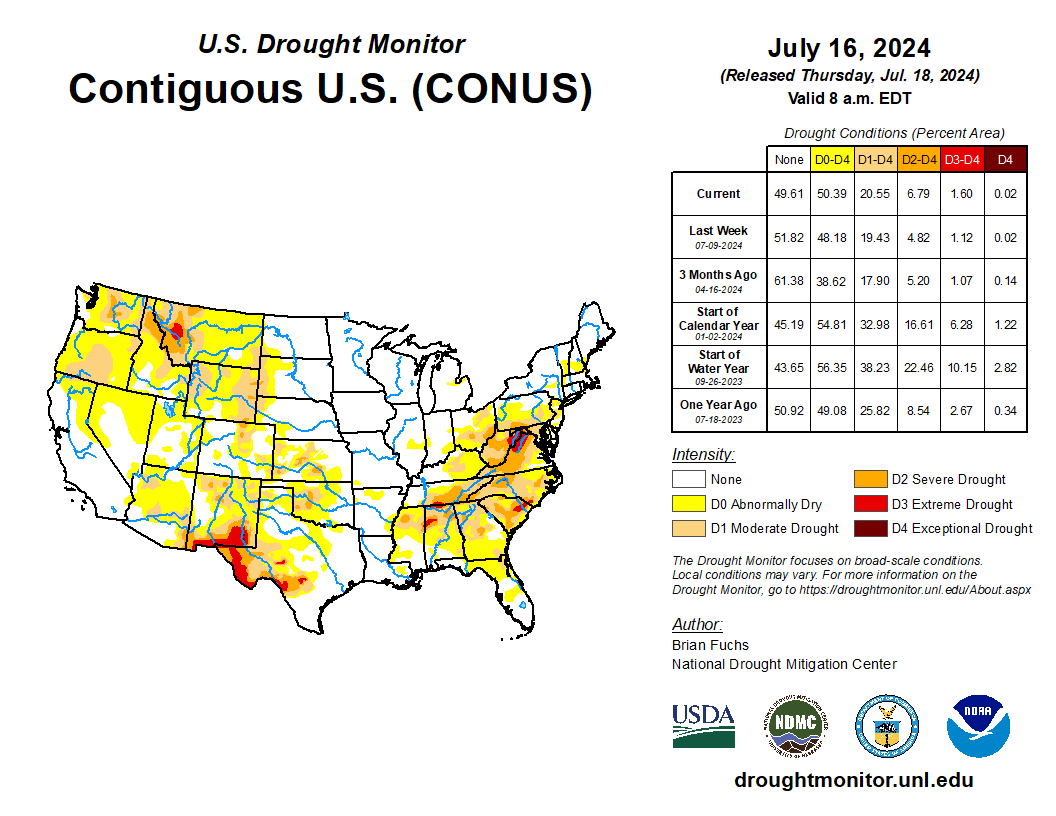 U.S. Drought Monitor
Contiguous U.S. (CONUS)
July 16, 2024
(Released Thursday, Jul. 18, 2024)
Valid 8 a.m. EDT
Drought Conditions (Percent Area)
None D0-D4 D1-D4 D2-D4 D3-D4 D4
Current 49.61 50.39 20.55 6.79 1.60 0.02
Last Week
07-09-2024 51.82 48.18 19.43 4.82 1.12 0.02
3 Months Ago
04-16-2024 61.38 38.62 17.90 5.20 1.07 0.14
Start of
Calendar Year
01-02-2024 45.19 54.81 32.98 16.61 6.28 1.22
Start of
Water Year
09-26-2023 43.65 56.35 38.23 22.46 10.15 2.82
One Year Ago
07-18-2023 50.92 49.08 25.82 8.54 2.67 0.34
Intensity:
None
D0 Abnormally Dry
D1 Moderate Drought
D2 Severe Drought
D3 Extreme Drought
D4 Exceptional Drought
The Drought Monitor focuses on broad-scale conditions.
Local conditions may vary. For more information on the
Drought Monitor, go to https://droughtmonitor.unl.edu/About.aspx
Author:
Brian Fuchs
National Drought Mitigation Center
USDA
NDMC
NOAA
droughtmonitor.unl.edu